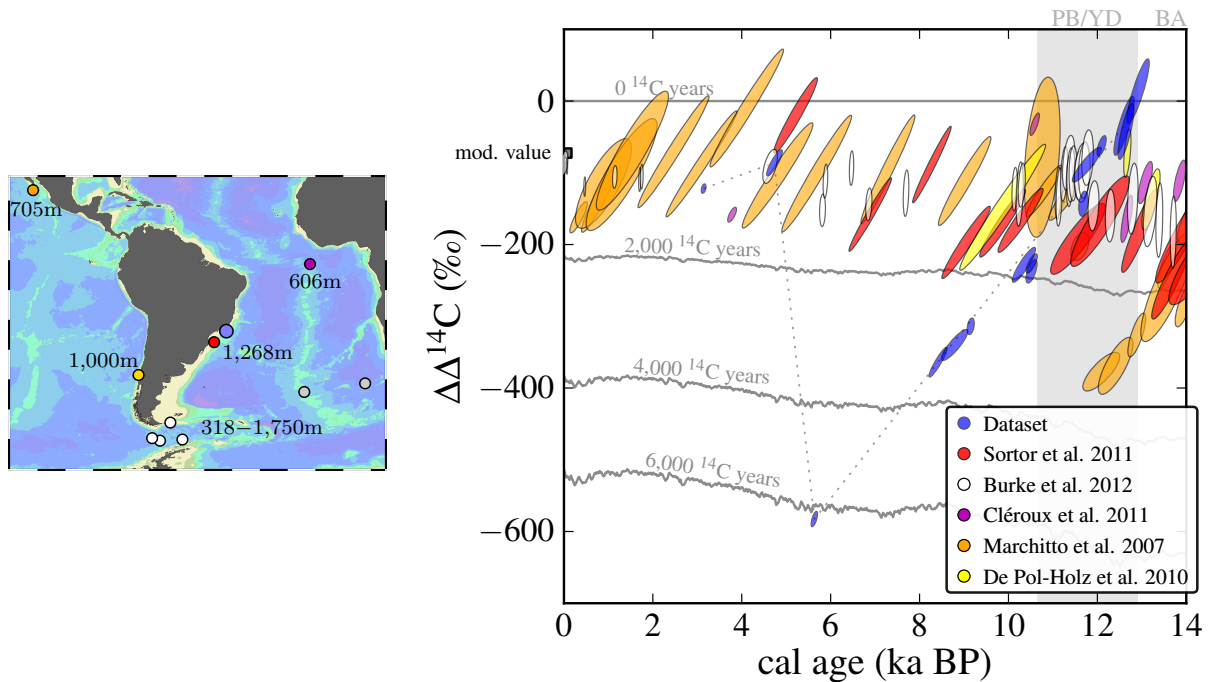 705m
606m
1,268m
1,000m
318−1,750m
PB/YD
BA
0 ¹⁴C years
2,000 ¹⁴C years
4,000 ¹⁴C years
6,000 ¹⁴C years
0
mod. value
−200
−400
−600
ΔΔ¹⁴C (‰)
Dataset
Sortor et al. 2011
Burke et al. 2012
Cléroux et al. 2011
Marchitto et al. 2007
De Pol-Holz et al. 2010
0 2 4 6 8 10 12 14
cal age (ka BP)